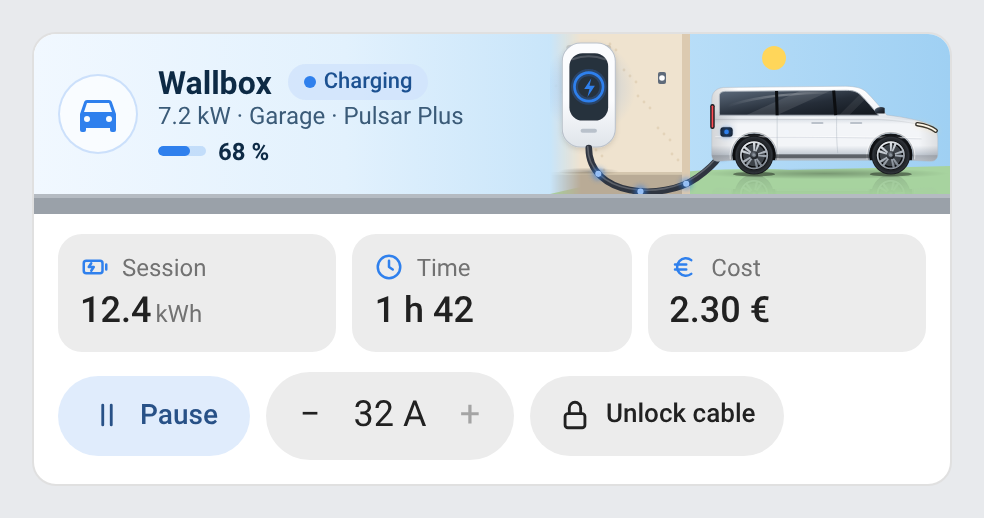 Wallbox
Charging
7.2 kW · Garage · Pulsar Plus
68 %
Session
12.4 kWh
Time
1 h 42
Cost
2.30 €
Pause
− 32 A +
Unlock cable